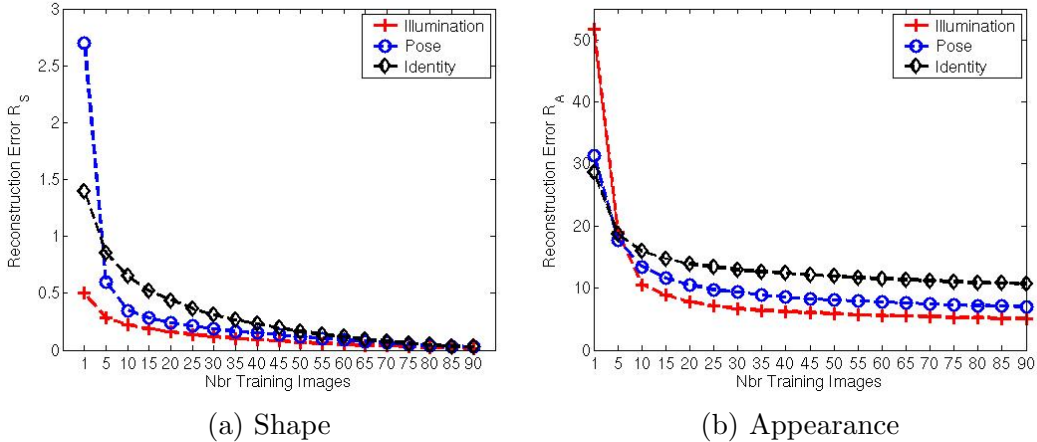 3
2.5
2
1.5
1
0.5
0
Reconstruction Error R_S
1 5 10 15 20 25 30 35 40 45 50 55 60 65 70 75 80 85 90
Nbr Training Images
Illumination
Pose
Identity
(a) Shape
50
40
30
20
10
0
Reconstruction Error R_A
1 5 10 15 20 25 30 35 40 45 50 55 60 65 70 75 80 85 90
Nbr Training Images
Illumination
Pose
Identity
(b) Appearance